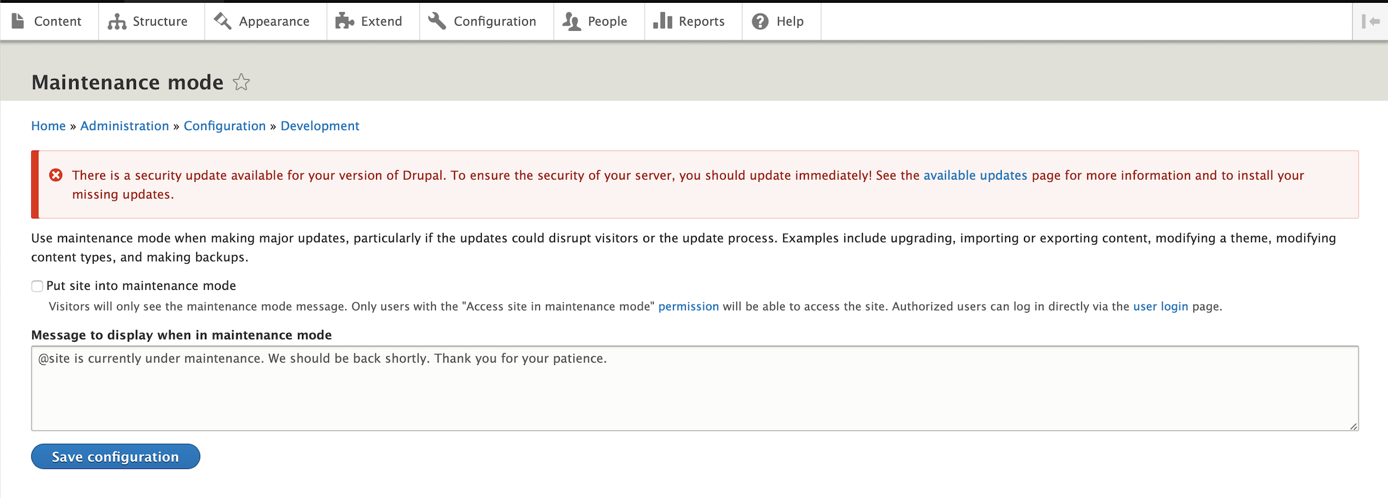 Content Structure Appearance Extend Configuration People Reports Help
Maintenance mode
Home » Administration » Configuration » Development
There is a security update available for your version of Drupal. To ensure the security of your server, you should update immediately! See the available updates page for more information and to install your
missing updates.
Use maintenance mode when making major updates, particularly if the updates could disrupt visitors or the update process. Examples include upgrading, importing or exporting content, modifying a theme, modifying
content types, and making backups.
Put site into maintenance mode
Visitors will only see the maintenance mode message. Only users with the "Access site in maintenance mode" permission will be able to access the site. Authorized users can log in directly via the user login page.
Message to display when in maintenance mode
@site is currently under maintenance. We should be back shortly. Thank you for your patience.
Save configuration